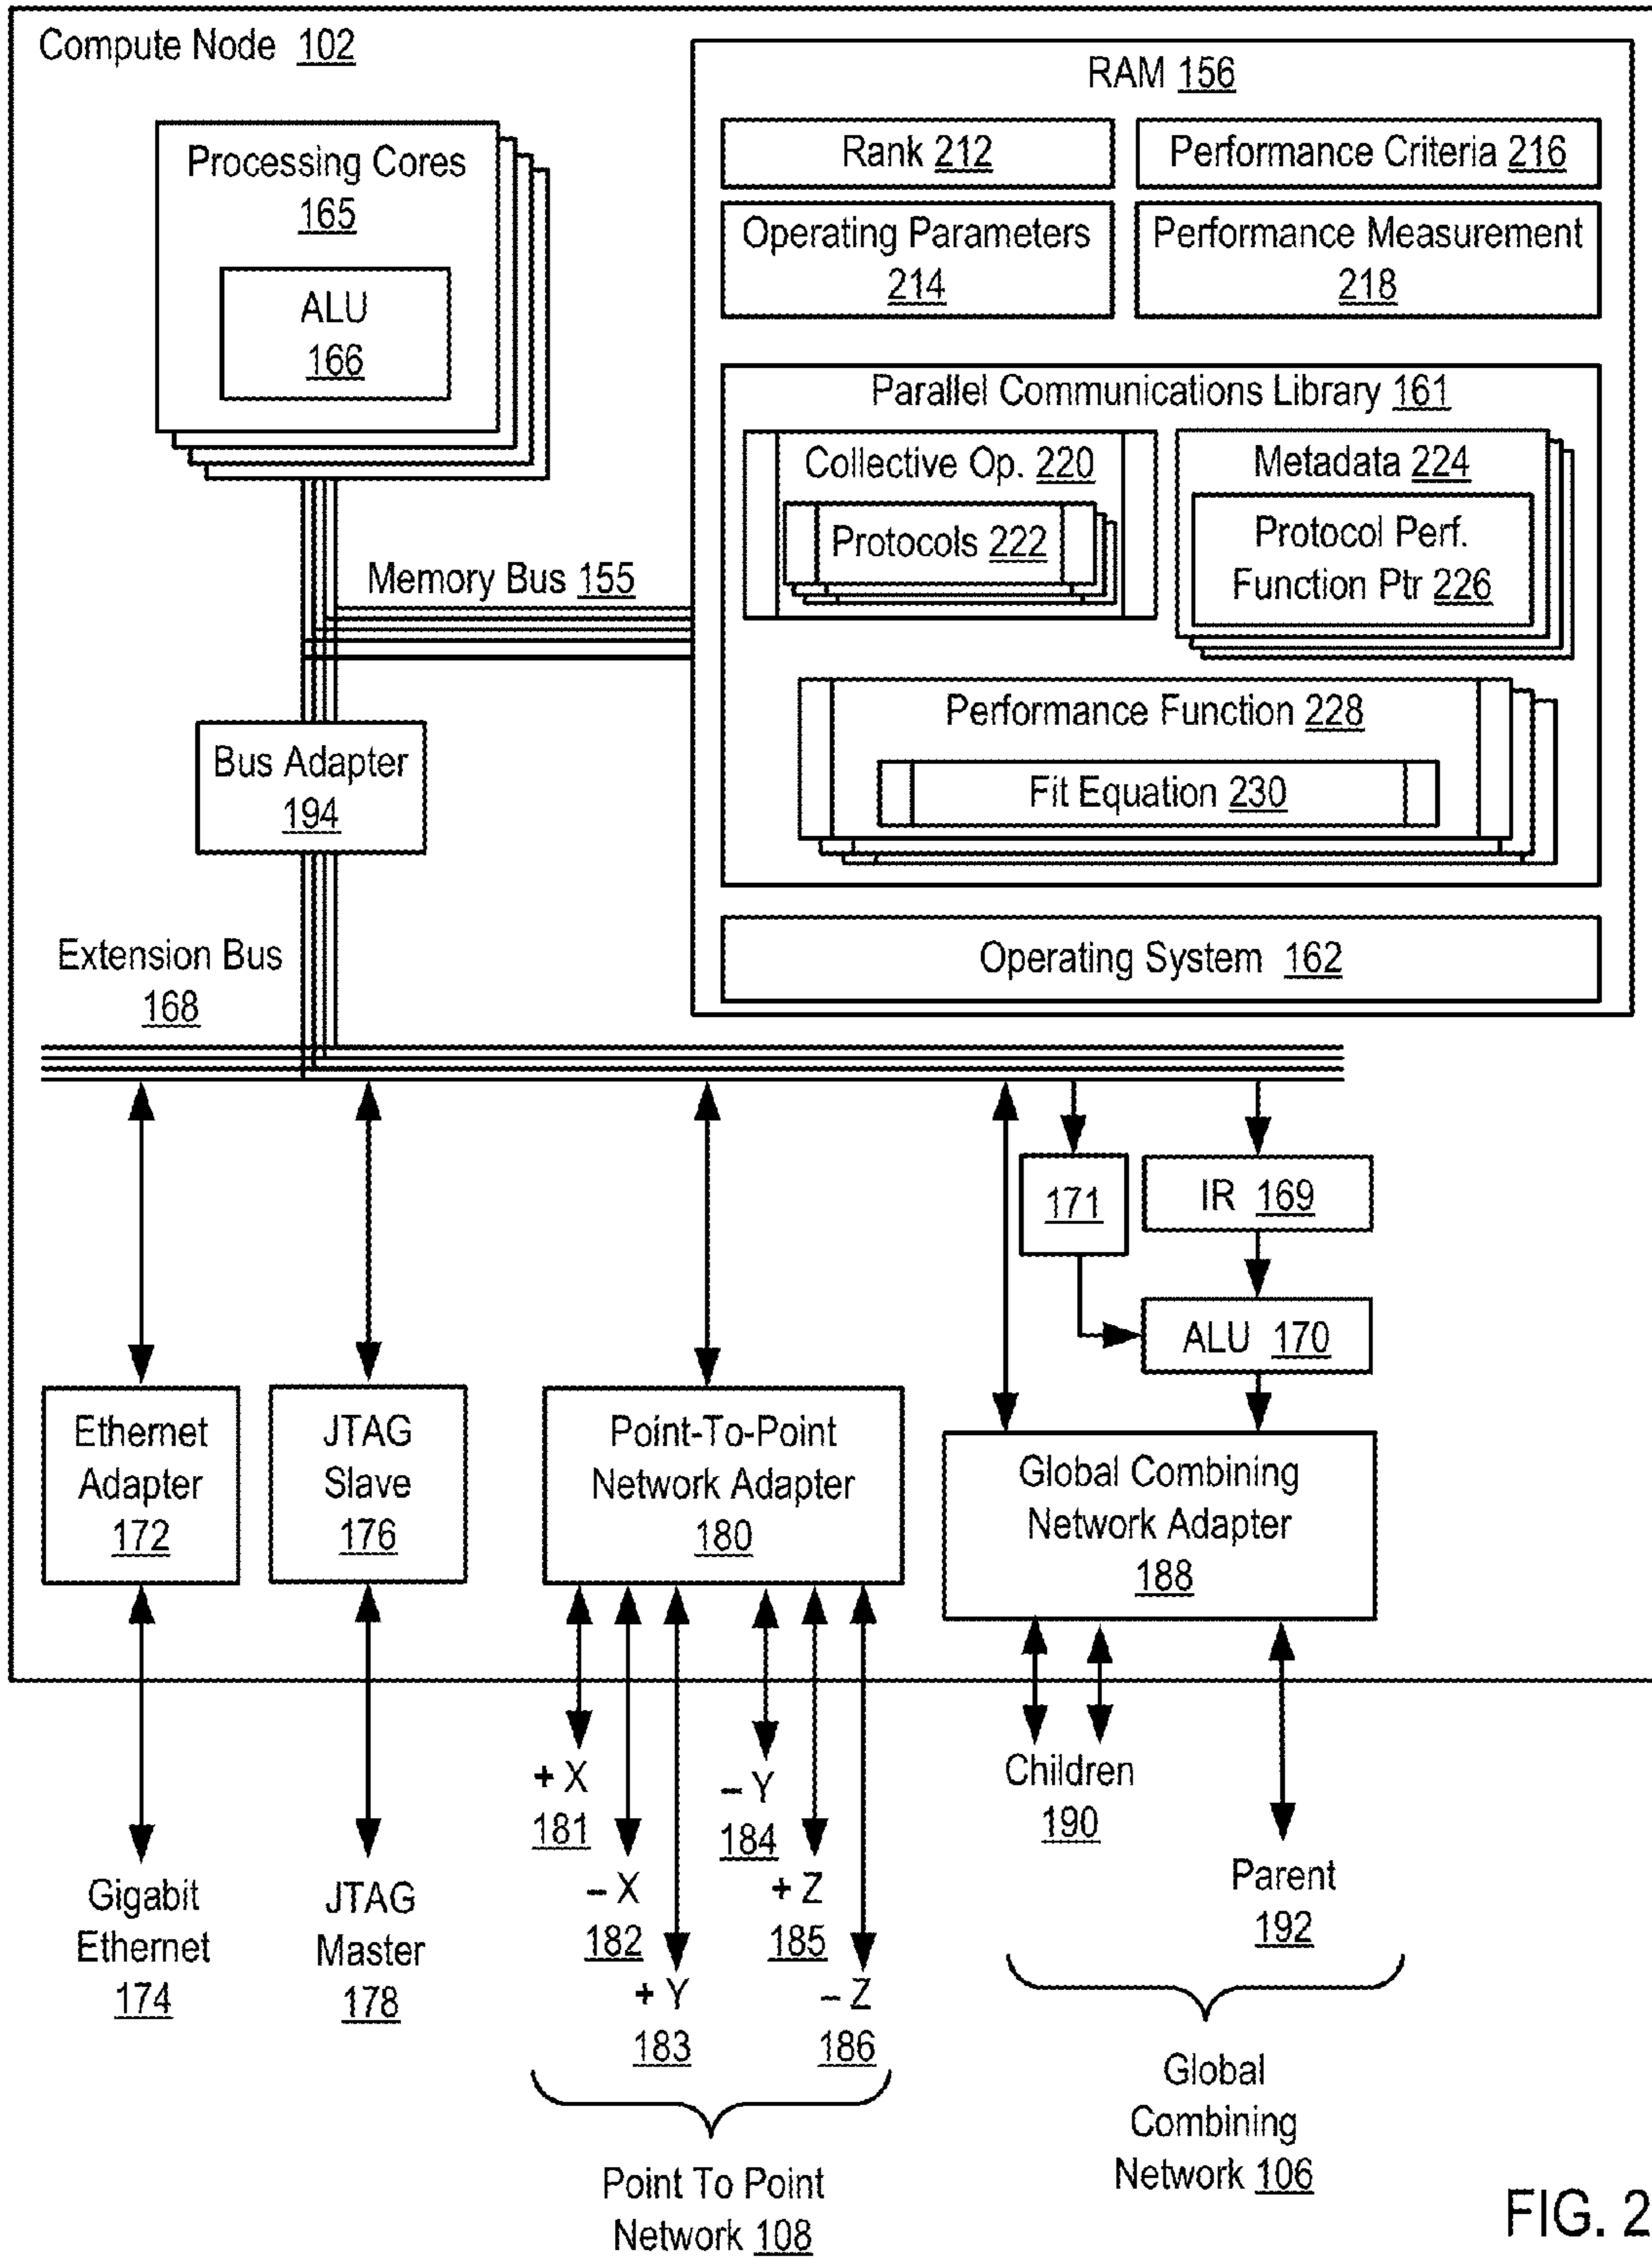 Compute Node 102
RAM 156
Processing Cores
165
ALU
166
Rank 212
Performance Criteria 216
Operating Parameters
214
Performance Measurement
218
Parallel Communications Library 161
Collective Op. 220
Protocols 222
Metadata 224
Protocol Perf.
Function Ptr 226
Memory Bus 155
Performance Function 228
Fit Equation 230
Bus Adapter
194
Operating System 162
Extension Bus
168
171
IR 169
ALU 170
Ethernet
Adapter
172
JTAG
Slave
176
Point-To-Point
Network Adapter
180
Global Combining
Network Adapter
188
+ X
181
– X
182
+ Y
183
– Y
184
+ Z
185
– Z
186
Children
190
Parent
192
Gigabit
Ethernet
174
JTAG
Master
178
Point To Point
Network 108
Global
Combining
Network 106
FIG. 2